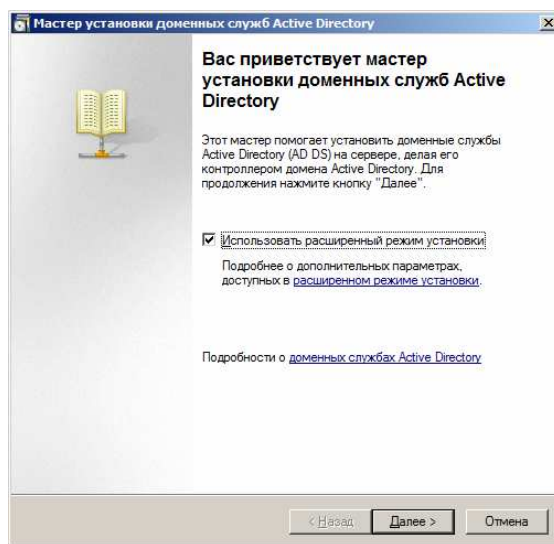 Мастер установки доменных служб Active Directory
Вас приветствует мастер
установки доменных служб Active
Directory
Этот мастер помогает установить доменные службы
Active Directory (AD DS) на сервере, делая его
контроллером домена Active Directory. Для
продолжения нажмите кнопку "Далее".
Использовать расширенный режим установки
Подробнее о дополнительных параметрах,
доступных в расширенном режиме установки.
Подробности о доменных службах Active Directory
< Назад Далее > Отмена